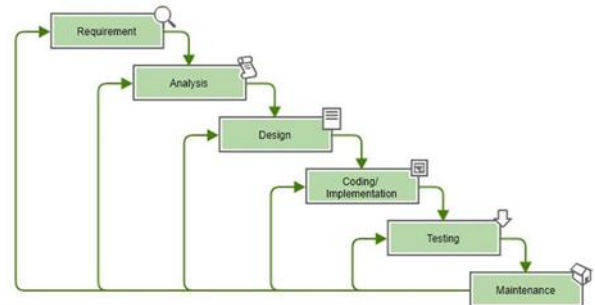 Requirement
Analysis
Design
Coding/
Implementation
Testing
Maintenance